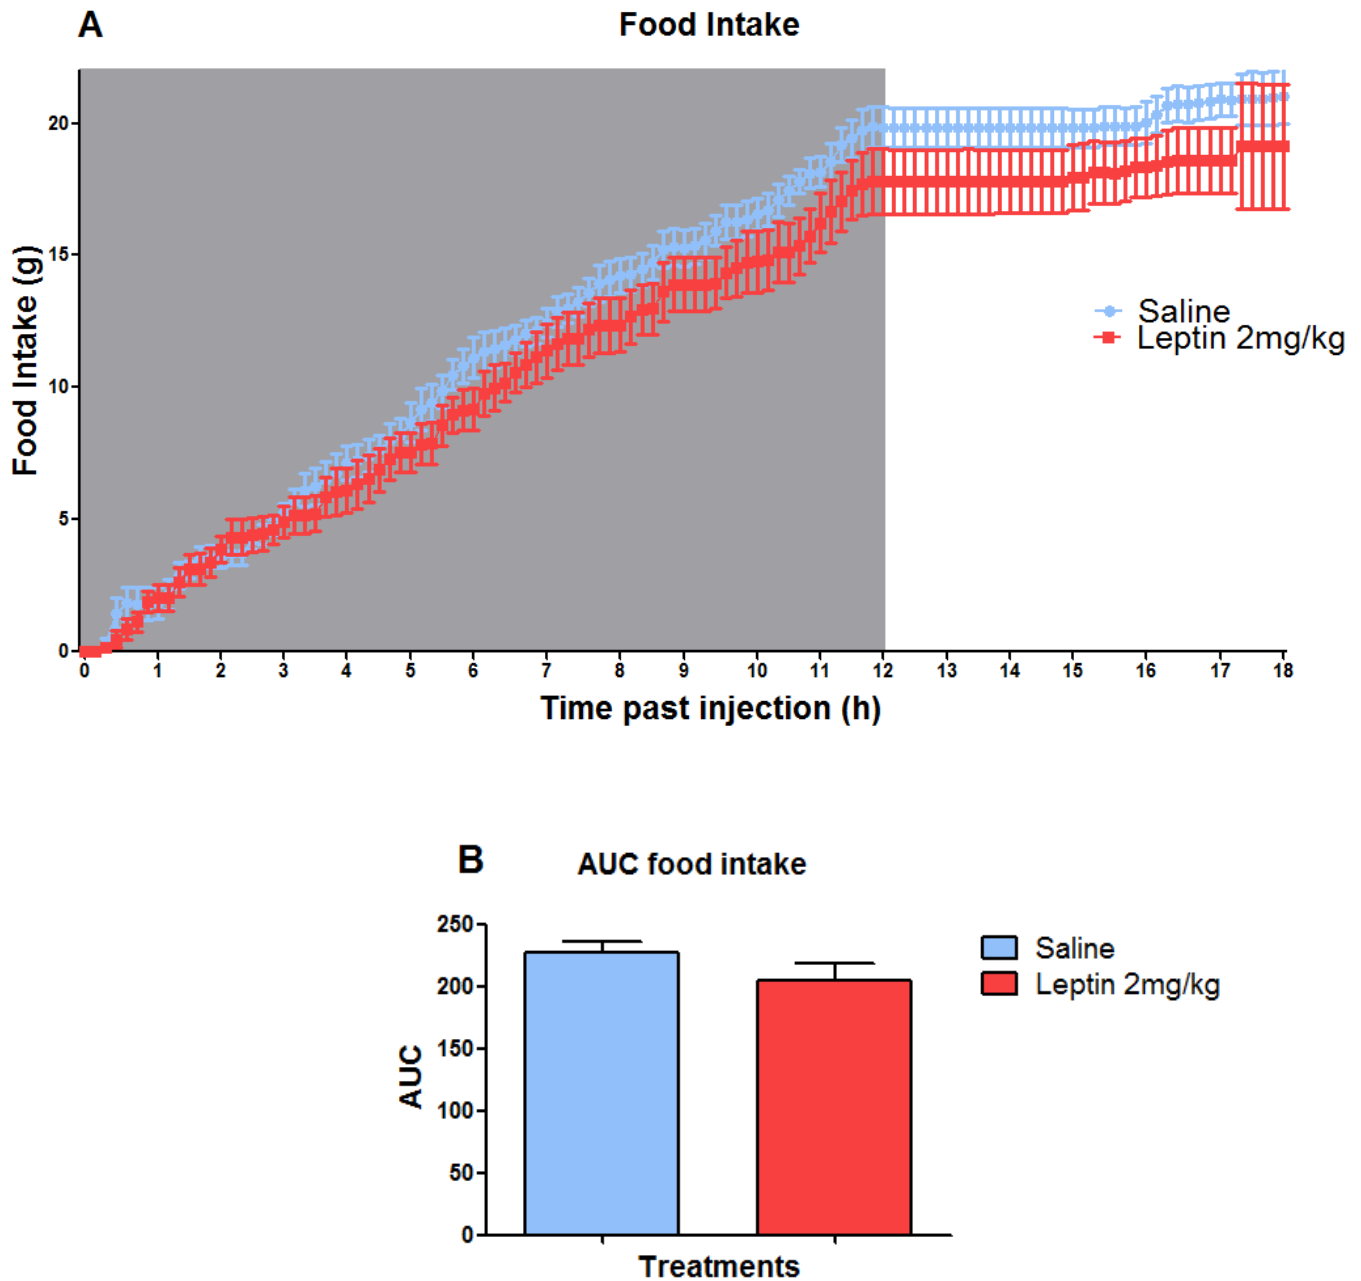 A
Food Intake
Food Intake (g)
20
15
10
5
0
0 1 2 3 4 5 6 7 8 9 10 11 12 13 14 15 16 17 18
Time past injection (h)
Saline
Leptin 2mg/kg
B
AUC food intake
AUC
250
200
150
100
50
0
Treatments
Saline
Leptin 2mg/kg